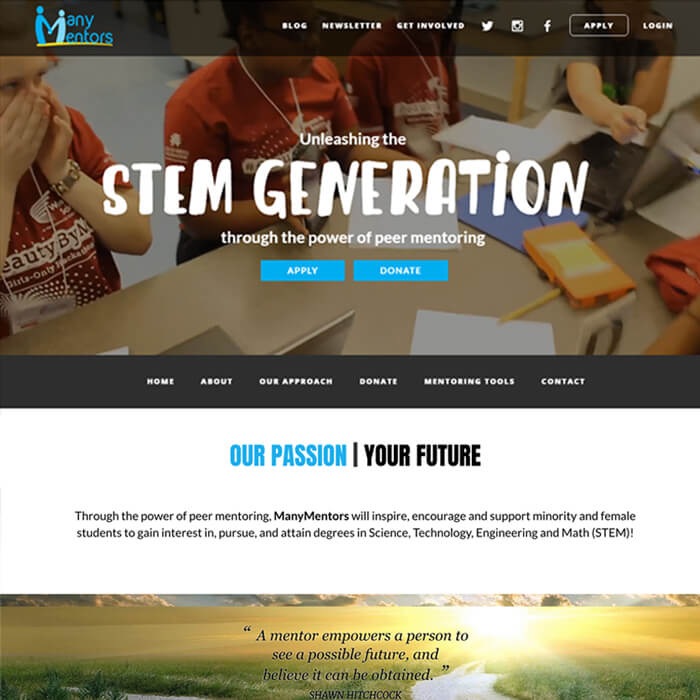 Many
Mentors
BLOG NEWSLETTER GET INVOLVED APPLY LOGIN
Unleashing the
STEM GENERATION
through the power of peer mentoring
APPLY DONATE
HOME ABOUT OUR APPROACH DONATE MENTORING TOOLS CONTACT
OUR PASSION | YOUR FUTURE
Through the power of peer mentoring, ManyMentors will inspire, encourage and support minority and female
students to gain interest in, pursue, and attain degrees in Science, Technology, Engineering and Math (STEM)!
“ A mentor empowers a person to
see a possible future, and
believe it can be obtained. ”
SHAWN HITCHCOCK